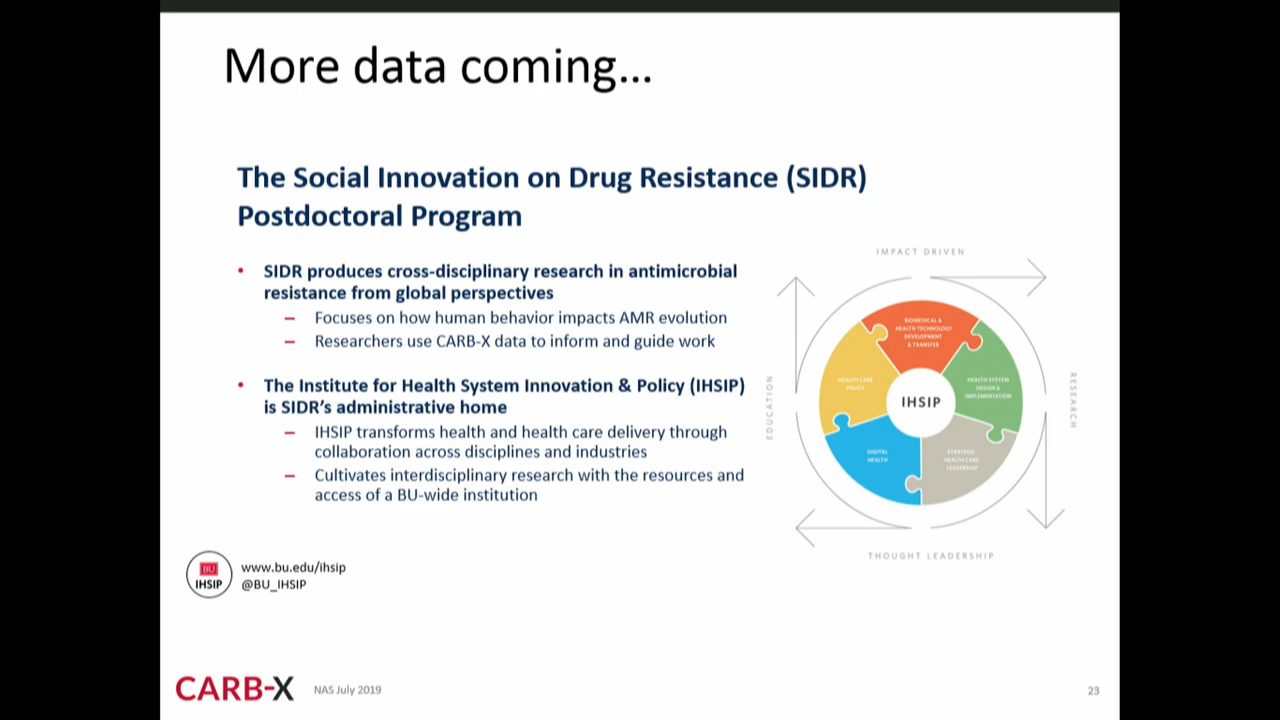 More data coming...
The Social Innovation on Drug Resistance (SIDR)
Postdoctoral Program
• SIDR produces cross-disciplinary research in antimicrobial
resistance from global perspectives
– Focuses on how human behavior impacts AMR evolution
– Researchers use CARB-X data to inform and guide work
• The Institute for Health System Innovation & Policy (IHSIP)
is SIDR’s administrative home
– IHSIP transforms health and health care delivery through
collaboration across disciplines and industries
– Cultivates interdisciplinary research with the resources and
access of a BU-wide institution
IMPACT DRIVEN
EDUCATION
RESEARCH
THOUGHT LEADERSHIP
BIOMEDICAL &
HEALTH TECHNOLOGY
DEVELOPMENT
& TRANSFER
HEALTH CARE
POLICY
HEALTH SYSTEM
DESIGN &
IMPLEMENTATION
IHSIP
DIGITAL
HEALTH
STRATEGIC
HEALTH CARE
LEADERSHIP
BU
IHSIP
www.bu.edu/ihsip
@BU_IHSIP
CARB-X
NAS July 2019
23